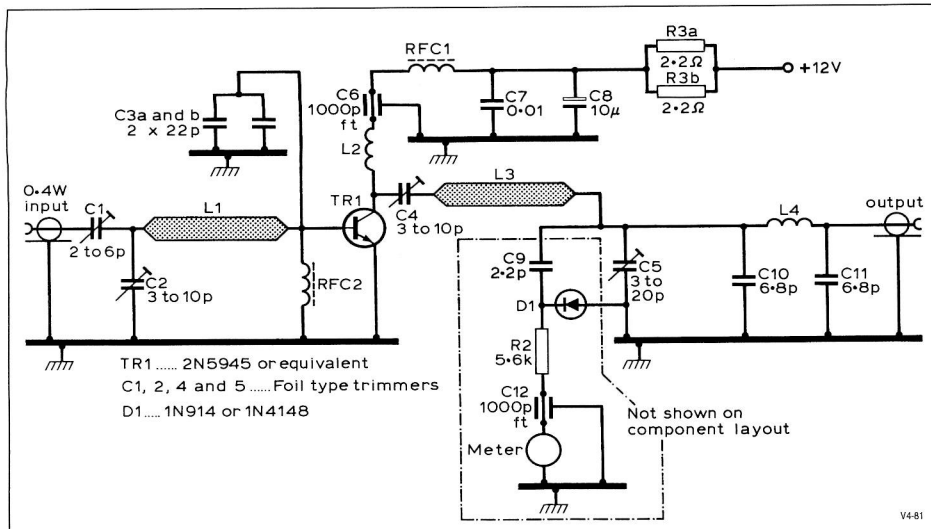 RFC1
R3a
2·2Ω
R3b
2·2Ω
+12V
C6
1000p
ft
C7
0·01
C8
10μ
C3a and b
2 x 22p
L2
L3
0·4W
input
C1
2 to 6p
L1
TR1
C4
3 to 10p
L4
output
C2
3 to 10p
RFC2
C9
2·2p
C5
3 to
20p
C10
6·8p
C11
6·8p
D1
R2
5·6k
C12
1000p
ft
Meter
Not shown on
component layout
TR1 ..... 2N5945 or equivalent
C1, 2, 4 and 5 ..... Foil type trimmers
D1 ..... 1N914 or 1N4148
V4-81